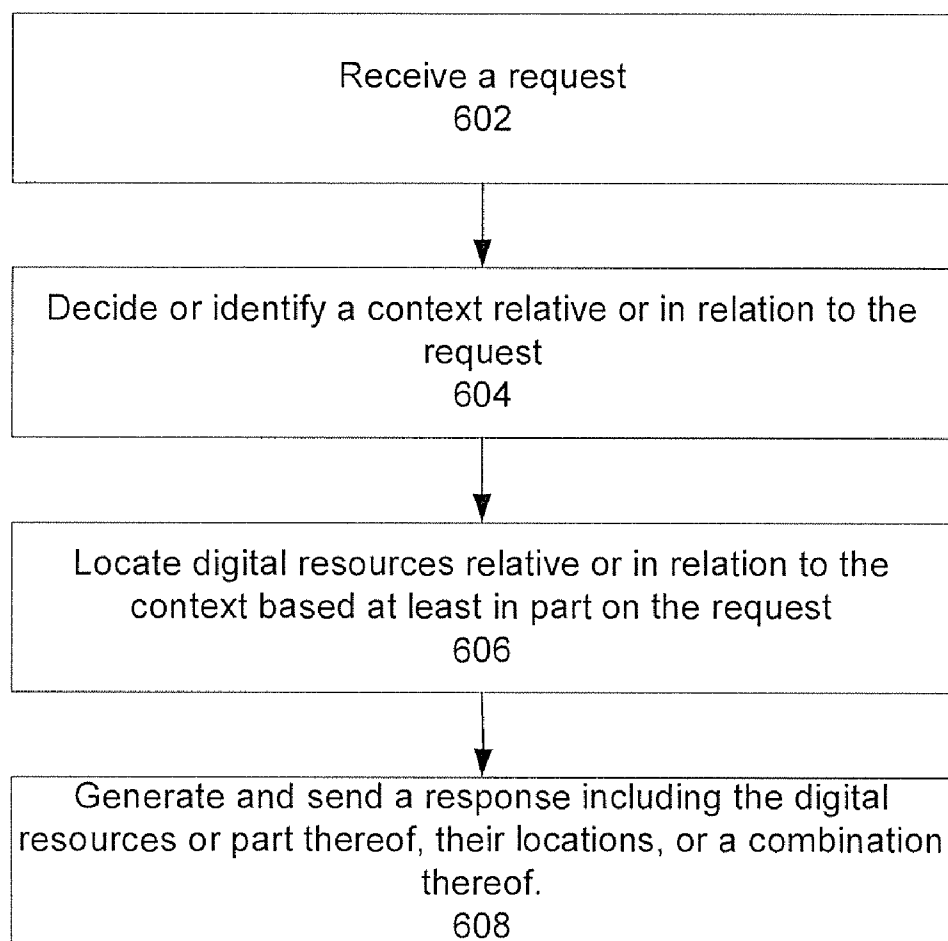 Receive a request
602
Decide or identify a context relative or in relation to the
request
604
Locate digital resources relative or in relation to the
context based at least in part on the request
606
Generate and send a response including the digital
resources or part thereof, their locations, or a combination
thereof.
608